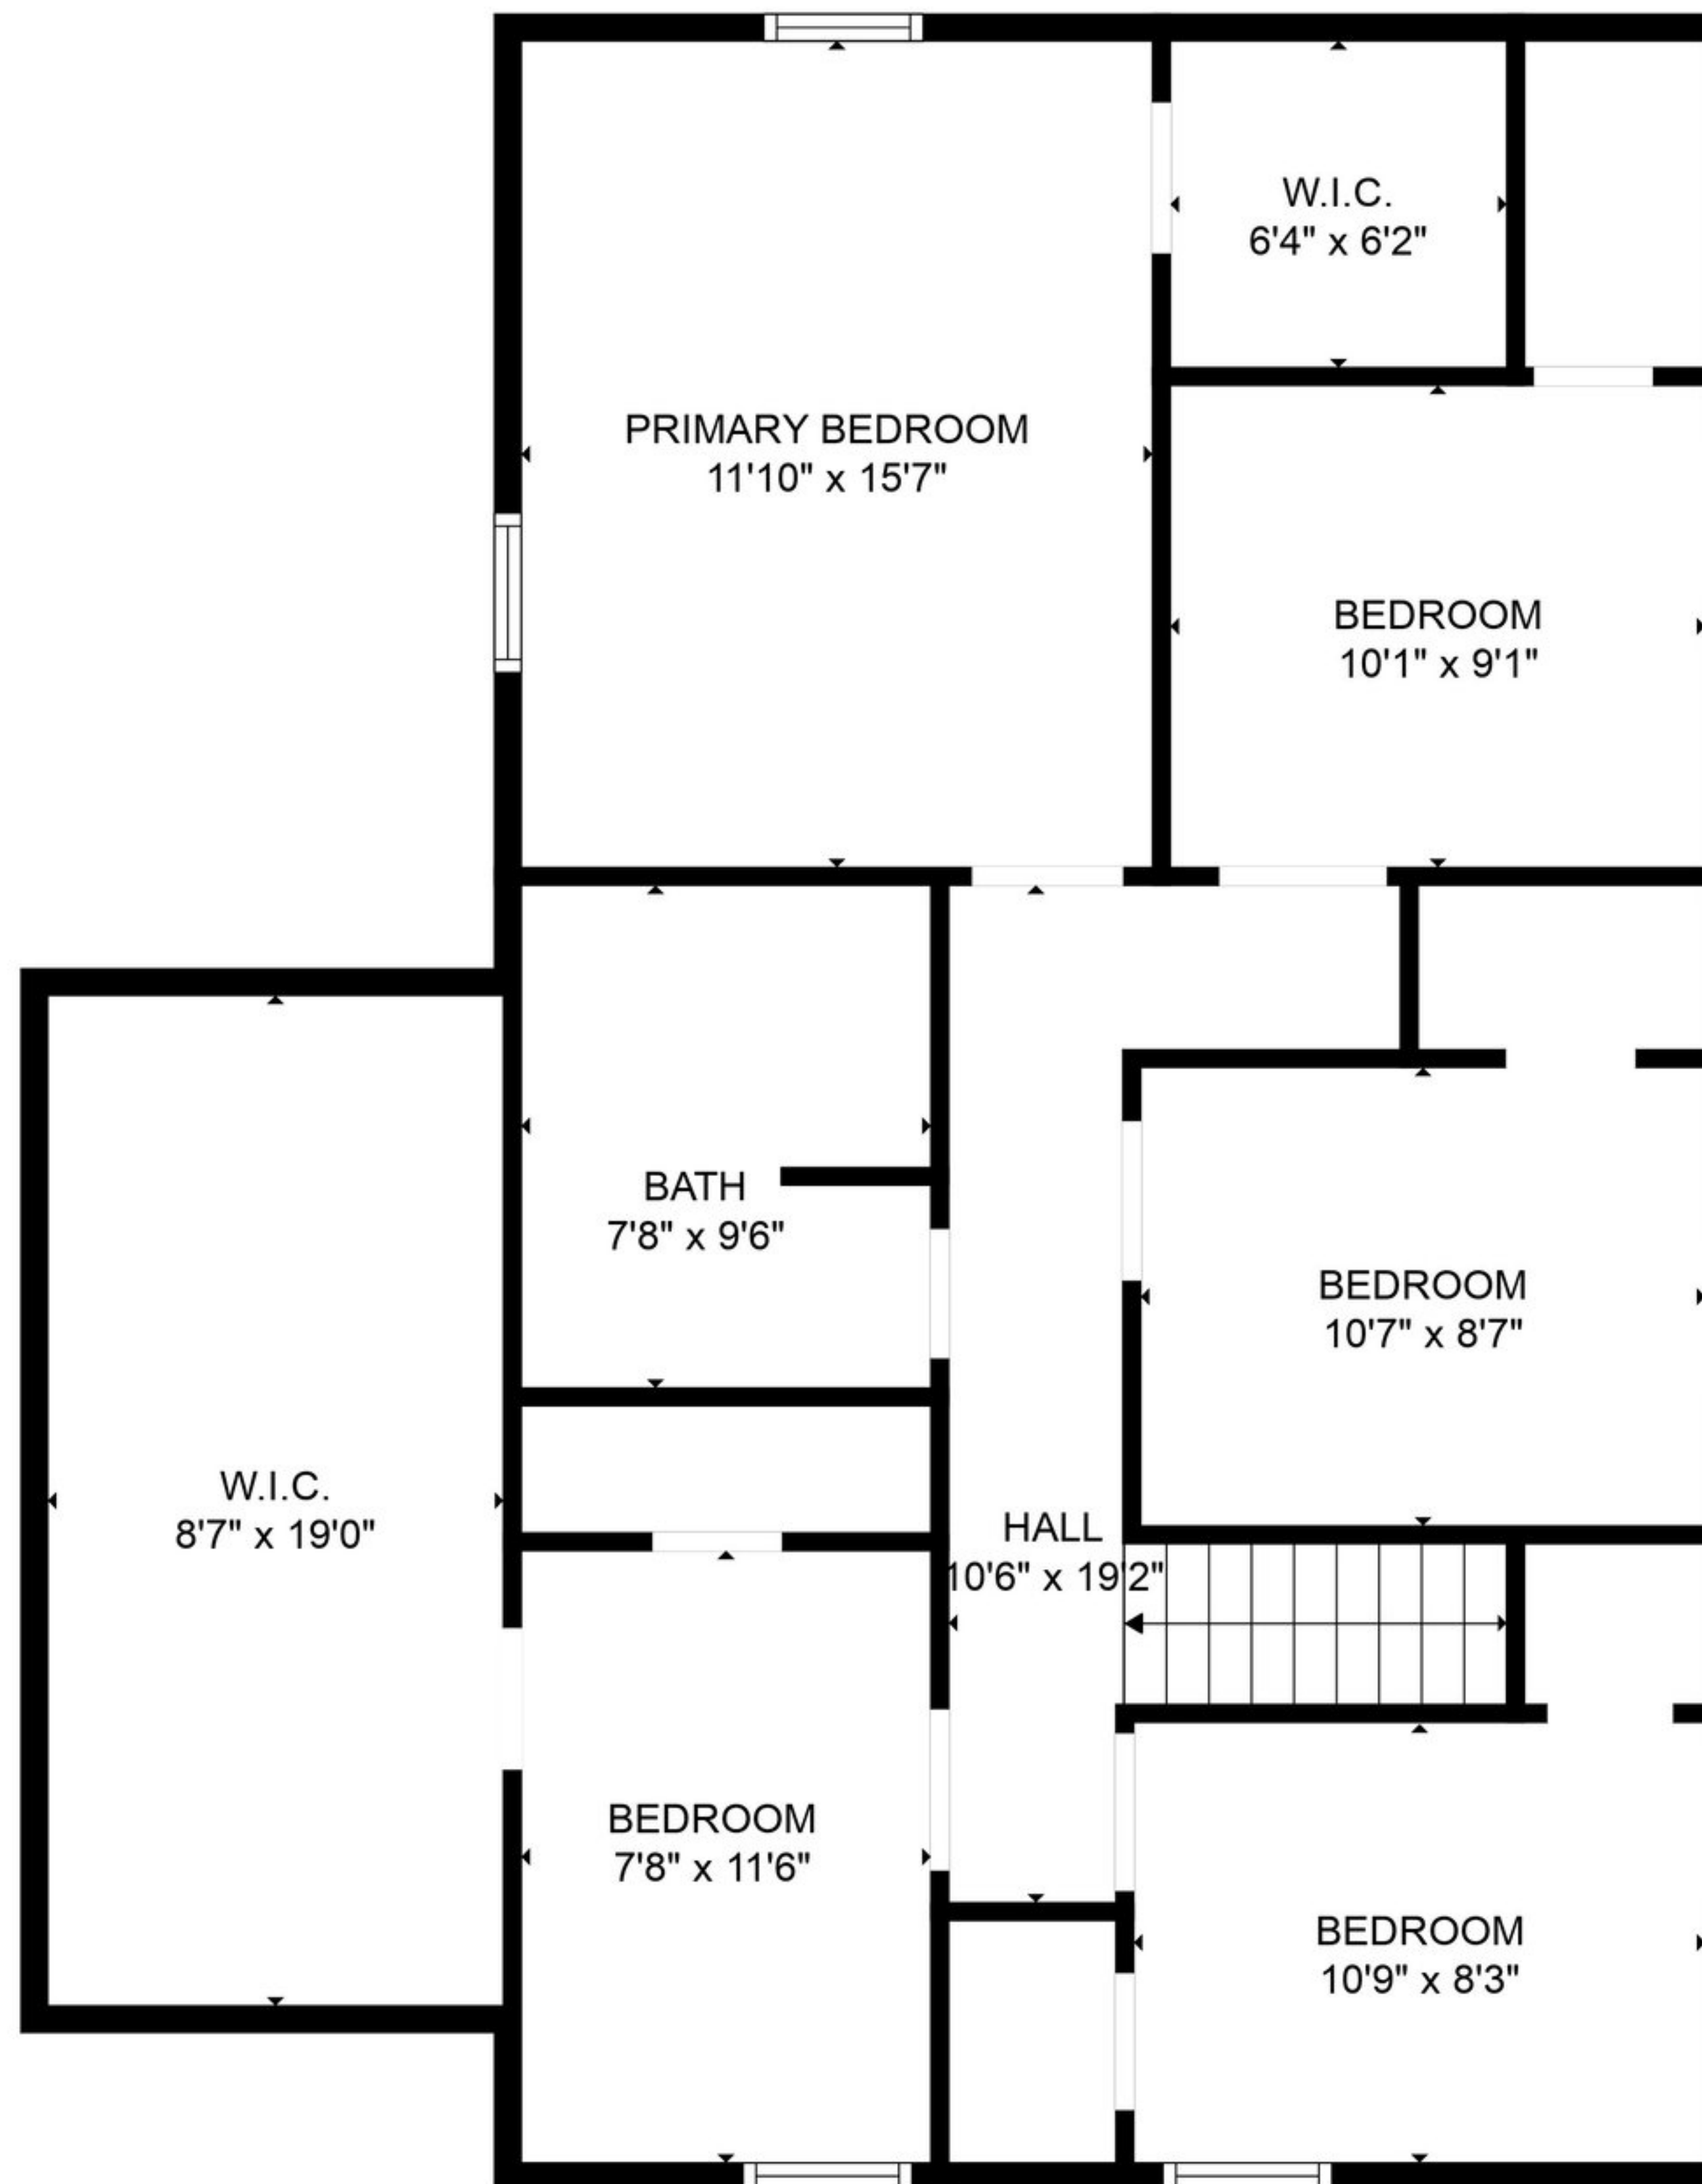 W.I.C.
6'4" x 6'2"
PRIMARY BEDROOM
11'10" x 15'7"
BEDROOM
10'1" x 9'1"
BATH
7'8" x 9'6"
BEDROOM
10'7" x 8'7"
W.I.C.
8'7" x 19'0"
HALL
10'6" x 19'2"
BEDROOM
7'8" x 11'6"
BEDROOM
10'9" x 8'3"